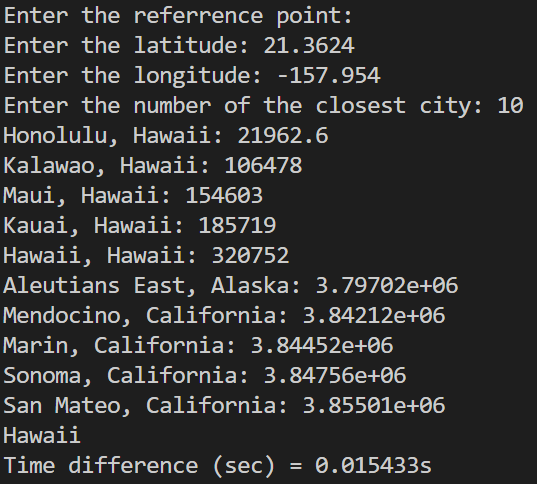 Enter the referrence point:
Enter the latitude: 21.3624
Enter the longitude: -157.954
Enter the number of the closest city: 10
Honolulu, Hawaii: 21962.6
Kalawao, Hawaii: 106478
Maui, Hawaii: 154603
Kauai, Hawaii: 185719
Hawaii, Hawaii: 320752
Aleutians East, Alaska: 3.79702e+06
Mendocino, California: 3.84212e+06
Marin, California: 3.84452e+06
Sonoma, California: 3.84756e+06
San Mateo, California: 3.85501e+06
Hawaii
Time difference (sec) = 0.015433s